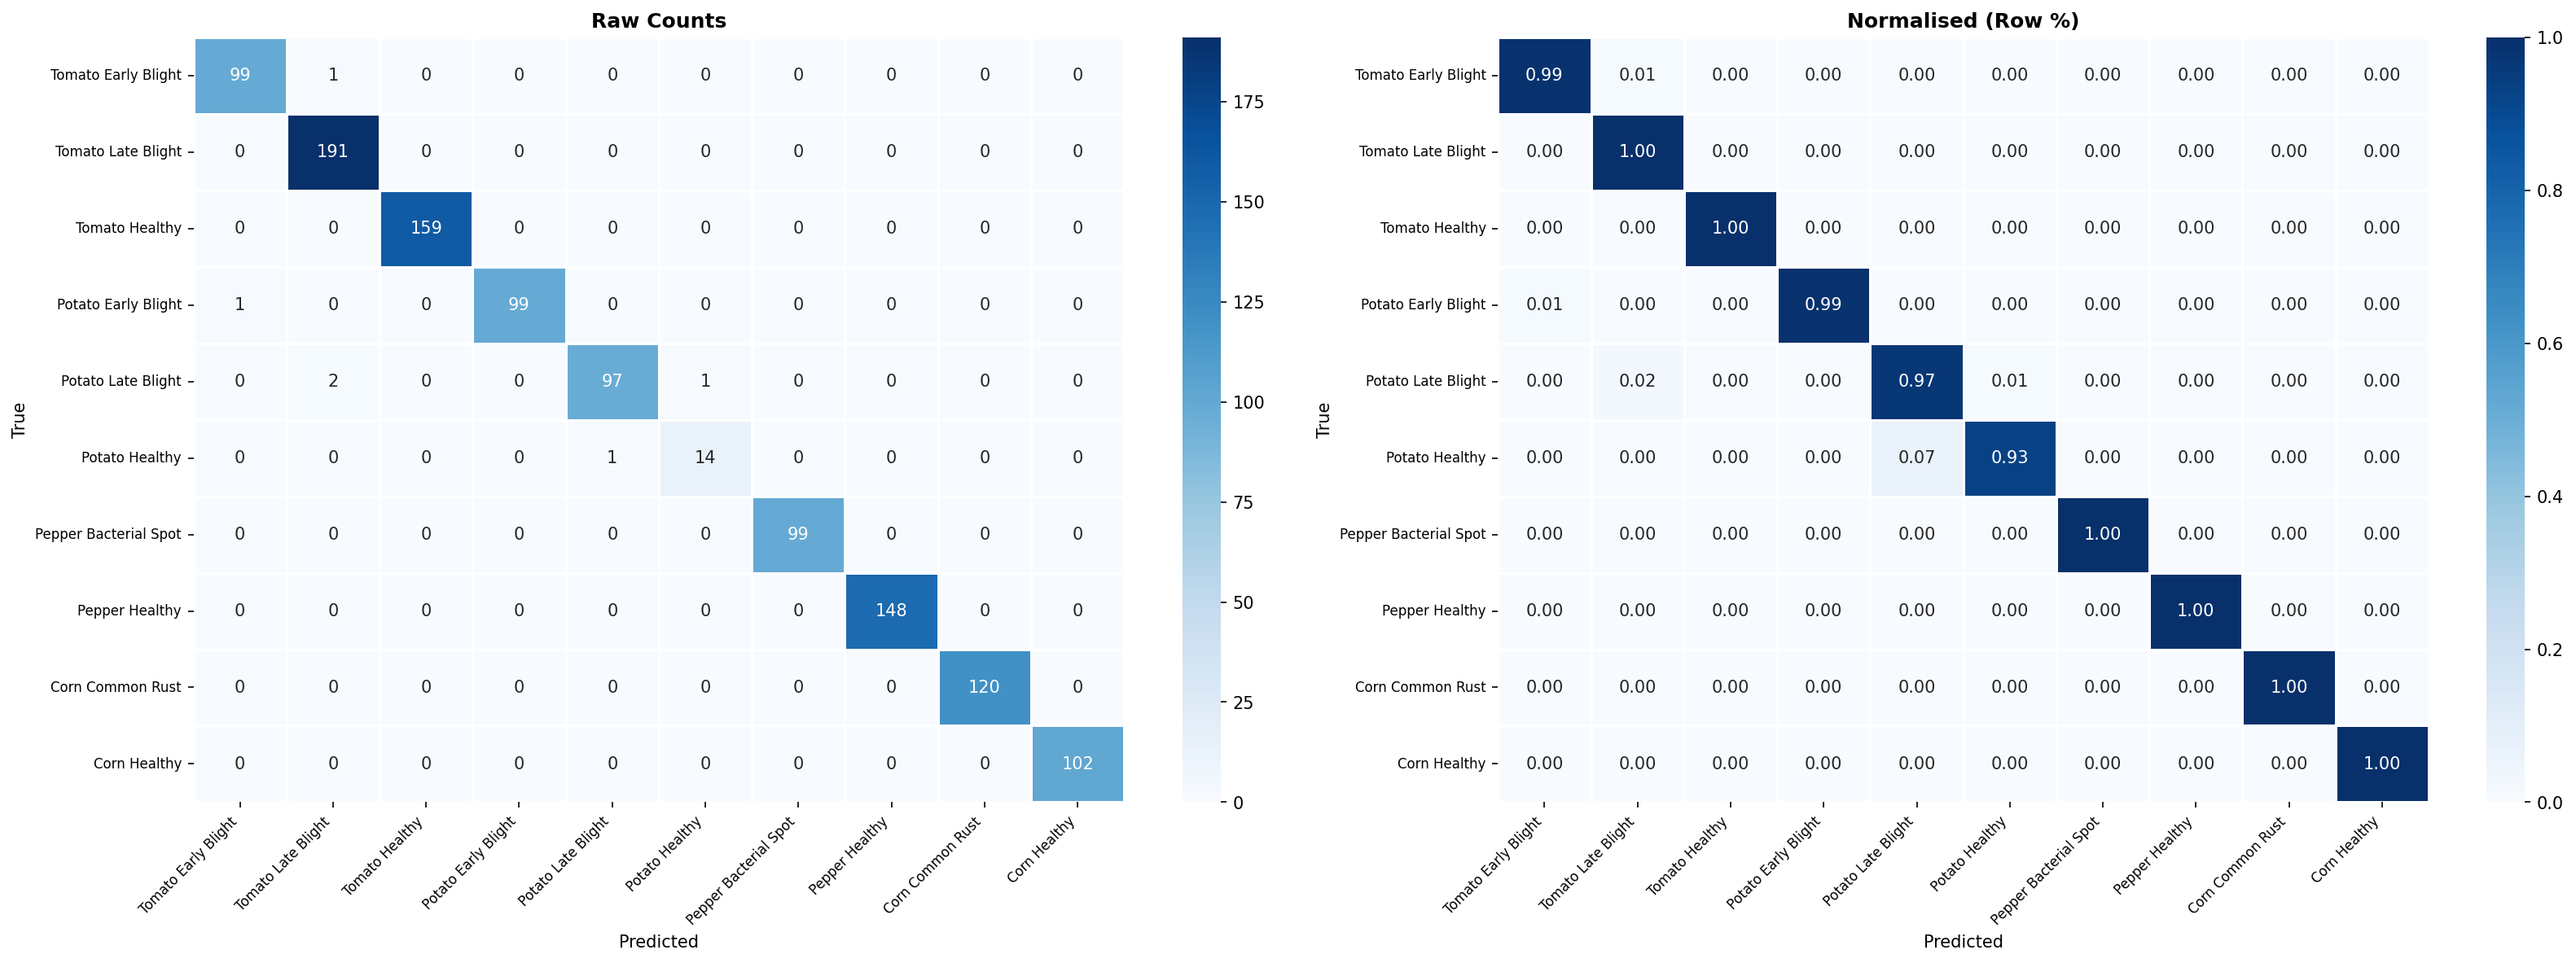 Raw Counts
Tomato Early Blight 99 1 0 0 0 0 0 0 0 0
Tomato Late Blight 0 191 0 0 0 0 0 0 0 0
Tomato Healthy 0 0 159 0 0 0 0 0 0 0
Potato Early Blight 1 0 0 99 0 0 0 0 0 0
Potato Late Blight 0 2 0 0 97 1 0 0 0 0
Potato Healthy 0 0 0 0 1 14 0 0 0 0
Pepper Bacterial Spot 0 0 0 0 0 0 99 0 0 0
Pepper Healthy 0 0 0 0 0 0 0 148 0 0
Corn Common Rust 0 0 0 0 0 0 0 0 120 0
Corn Healthy 0 0 0 0 0 0 0 0 0 102
True
Tomato Early Blight
Tomato Late Blight
Tomato Healthy
Potato Early Blight
Potato Late Blight
Potato Healthy
Pepper Bacterial Spot
Pepper Healthy
Corn Common Rust
Corn Healthy
Predicted
175
150
125
100
75
50
25
0
Normalised (Row %)
Tomato Early Blight 0.99 0.01 0.00 0.00 0.00 0.00 0.00 0.00 0.00 0.00
Tomato Late Blight 0.00 1.00 0.00 0.00 0.00 0.00 0.00 0.00 0.00 0.00
Tomato Healthy 0.00 0.00 1.00 0.00 0.00 0.00 0.00 0.00 0.00 0.00
Potato Early Blight 0.01 0.00 0.00 0.99 0.00 0.00 0.00 0.00 0.00 0.00
Potato Late Blight 0.00 0.02 0.00 0.00 0.97 0.01 0.00 0.00 0.00 0.00
Potato Healthy 0.00 0.00 0.00 0.00 0.07 0.93 0.00 0.00 0.00 0.00
Pepper Bacterial Spot 0.00 0.00 0.00 0.00 0.00 0.00 1.00 0.00 0.00 0.00
Pepper Healthy 0.00 0.00 0.00 0.00 0.00 0.00 0.00 1.00 0.00 0.00
Corn Common Rust 0.00 0.00 0.00 0.00 0.00 0.00 0.00 0.00 1.00 0.00
Corn Healthy 0.00 0.00 0.00 0.00 0.00 0.00 0.00 0.00 0.00 1.00
True
Tomato Early Blight
Tomato Late Blight
Tomato Healthy
Potato Early Blight
Potato Late Blight
Potato Healthy
Pepper Bacterial Spot
Pepper Healthy
Corn Common Rust
Corn Healthy
Predicted
1.0
0.8
0.6
0.4
0.2
0.0